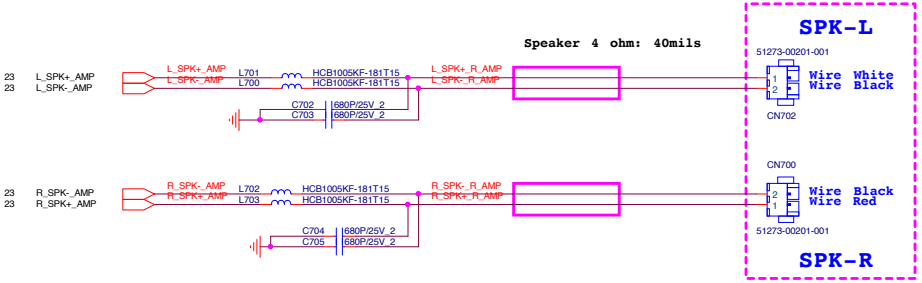 SPK-L
Speaker 4 ohm: 40mils
51273-00201-001
L_SPK+_AMP L_SPK+_R_AMP
23 L_SPK+_AMP L701 HCB1005KF-181T15 1 Wire White
L_SPK-_AMP L_SPK-_R_AMP
23 L_SPK-_AMP L700 HCB1005KF-181T15 2 Wire Black
C702 680P/25V_2
C703 680P/25V_2
CN702
CN700
R_SPK-_AMP R_SPK-_R_AMP
23 R_SPK-_AMP L702 HCB1005KF-181T15 2 Wire Black
R_SPK+_AMP R_SPK+_R_AMP
23 R_SPK+_AMP L703 HCB1005KF-181T15 1 Wire Red
C704 680P/25V_2
51273-00201-001
C705 680P/25V_2
SPK-R